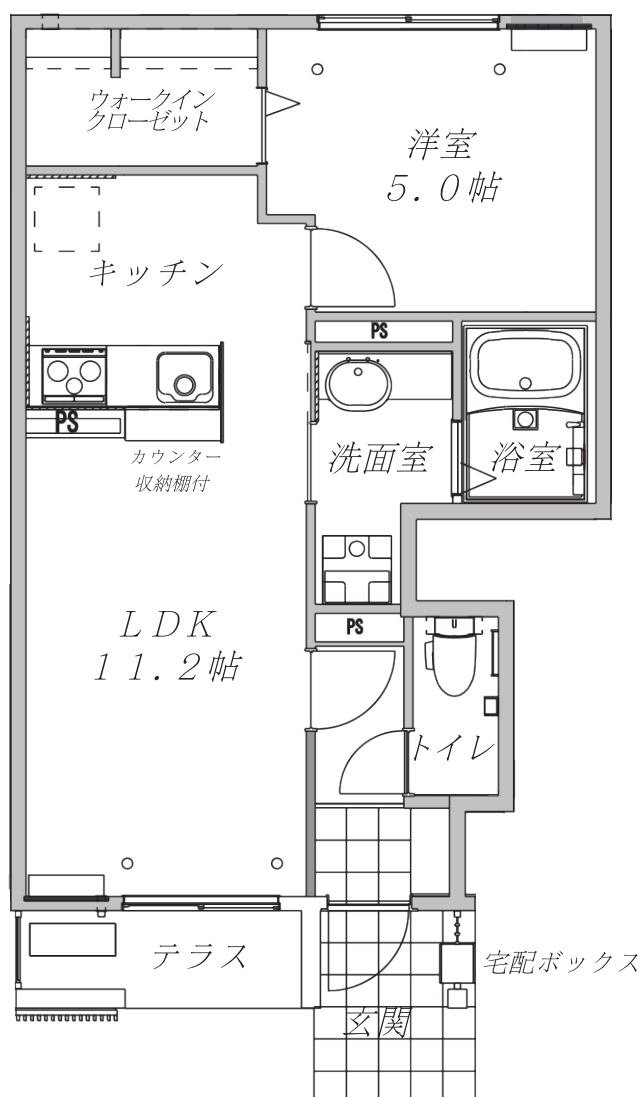 ウォークイン
クローゼット
洋室
5.0帖
キッチン
PS
PS
カウンター
収納棚付
洗面室
浴室
LDK
11.2帖
PS
トイレ
テラス
宅配ボックス
玄関